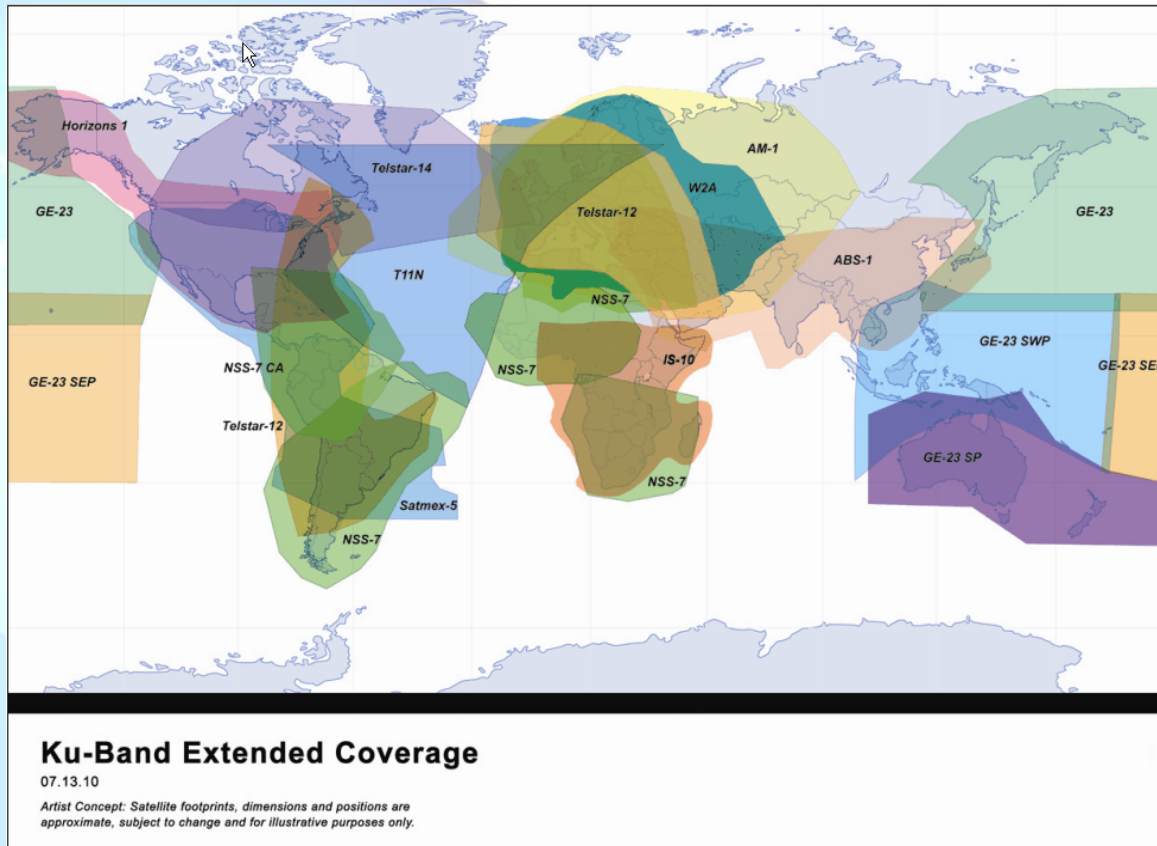 Horizons 1
Telstar-14
AM-1
W2A
GE-23
Telstar-12
GE-23
ABS-1
T11N
NSS-7
GE-23 SWP
IS-10
NSS-7 CA
NSS-7
GE-23 SEP
GE-23 SE
Telstar-12
GE-23 SP
NSS-7
Satmex-5
NSS-7
Ku-Band Extended Coverage
07.13.10
Artist Concept: Satellite footprints, dimensions and positions are
approximate, subject to change and for illustrative purposes only.